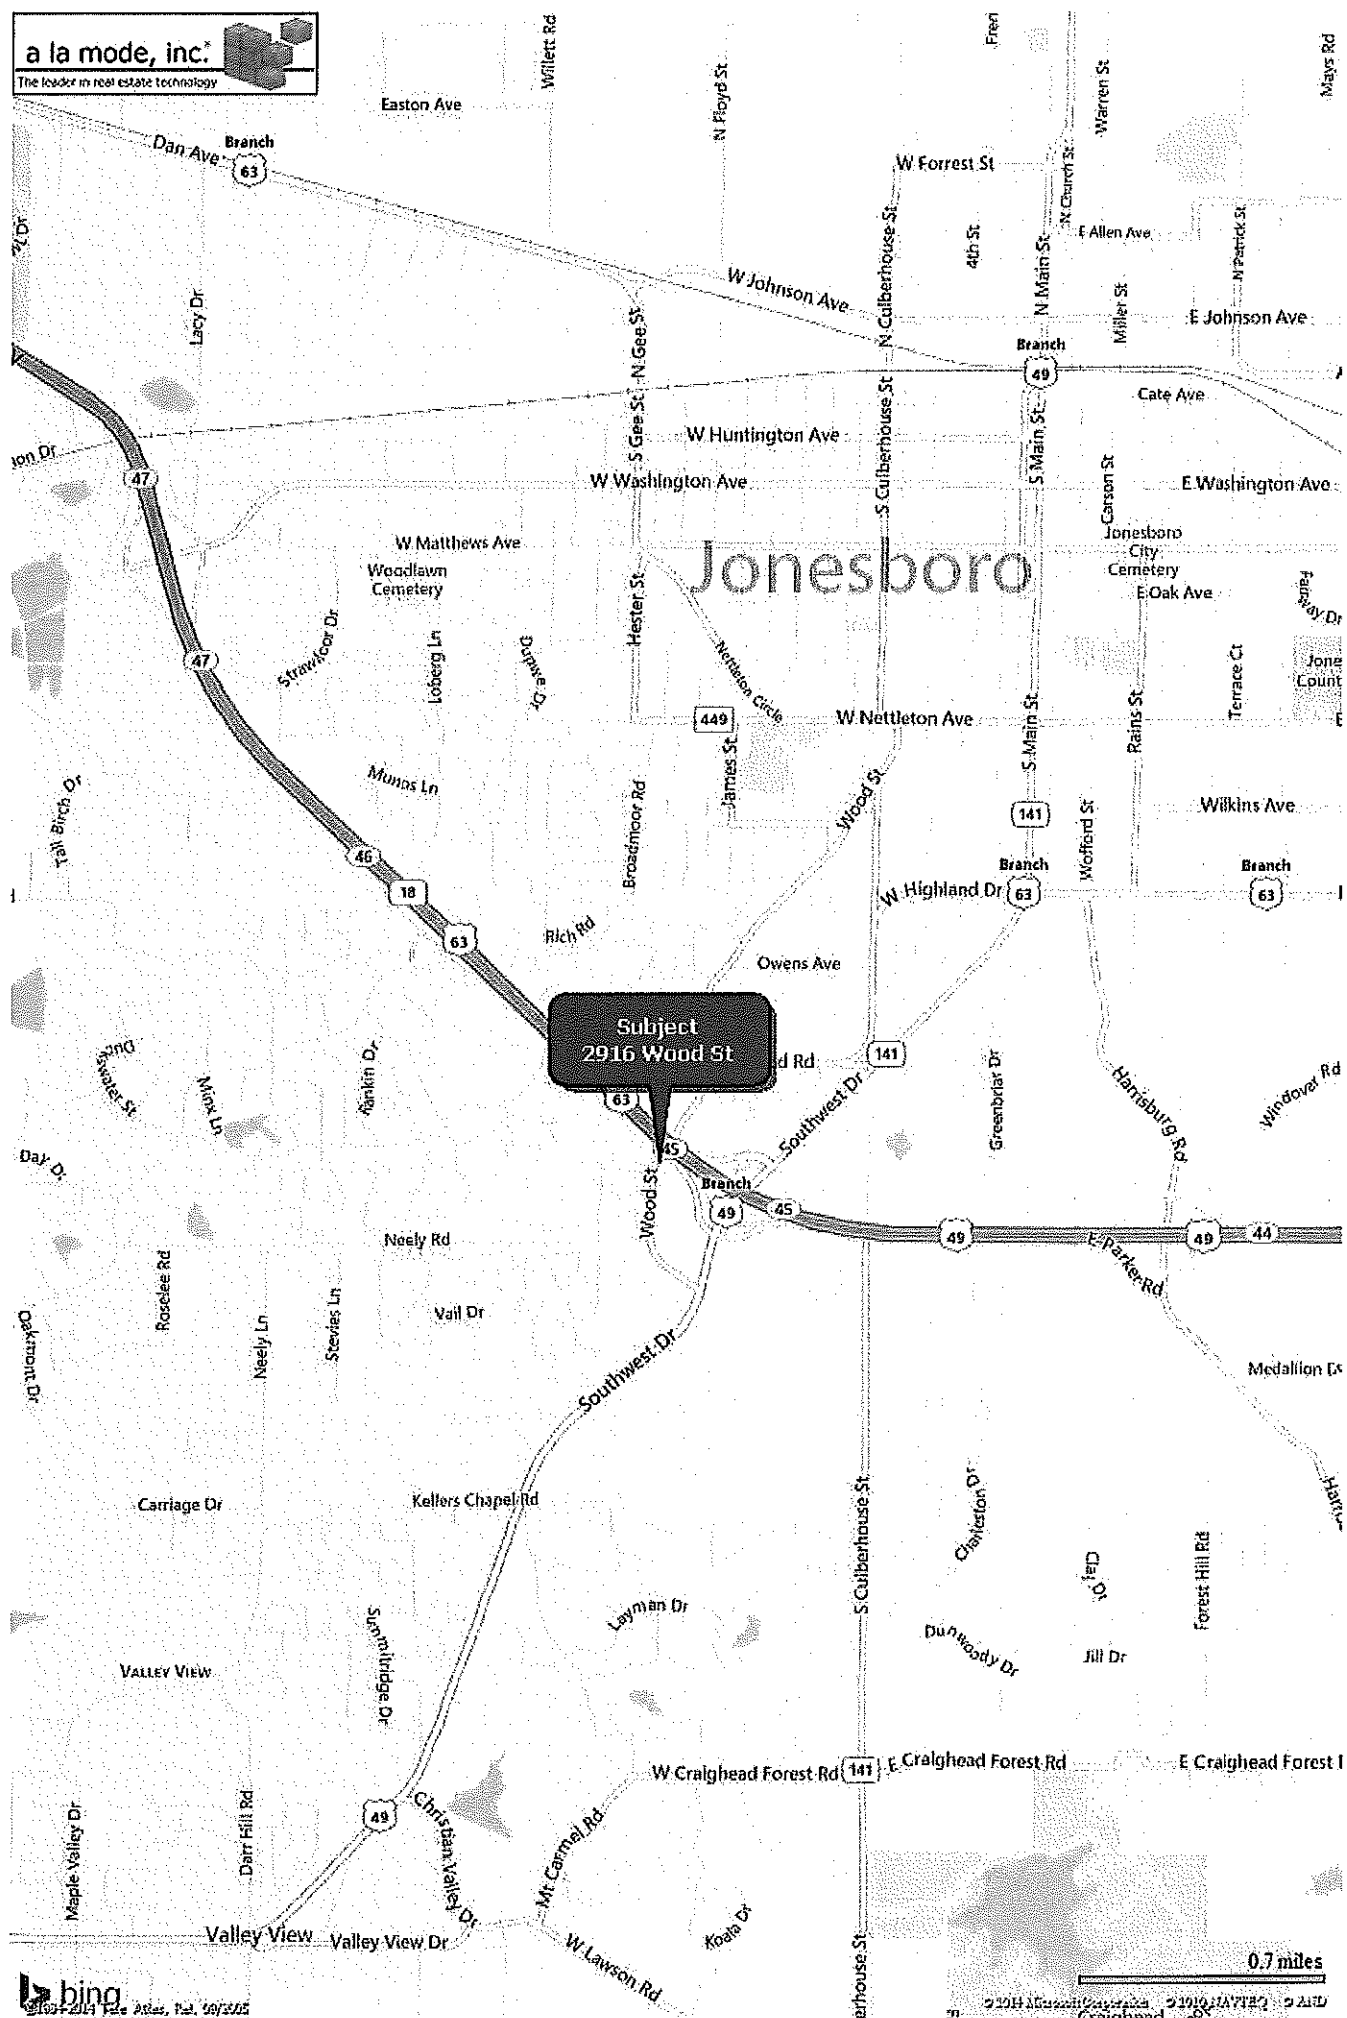 a la mode, inc.
The leader in real estate technology
Willett Rd
N Floyd St
Warren St
Mays Rd
Easton Ave
Dan Ave
Branch
63
W Forrest St
N Church St
E Allen Ave
4th St
N Patrick St
N Culberhouse St
N Main St
W Johnson Ave
Miller St
E Johnson Ave
Lacy Dr
N Gee St
Branch
49
Cate Ave
S Gee St
W Huntington Ave
S Culberhouse St
S Main St
47
W Washington Ave
Carson St
E Washington Ave
W Matthews Ave
Jonesboro
Jonesboro
City
Cemetery
Woodlawn
Cemetery
E Oak Ave
Hester St
47
Loberg Ln
Nettleton Circle
Terrace Ct
449
W Nettleton Ave
S Main St
Rains St
James St
Munos Ln
Tall Birch Dr
Broadmoor Rd
Wood St
141
Wofford St
Wilkins Ave
46
18
Branch
W Highland Dr
63
Branch
63
63
Rich Rd
Owens Ave
Subject
2916 Wood St
d Rd
141
Rankin Dr
Minx Ln
63
Southwest Dr
Greenbriar Dr
Harrisburg Rd
Windover Rd
45
Wood St
Branch
49
45
49
49
44
E Parker Rd
Neely Rd
Roselee Rd
Vail Dr
Stevies Ln
Neely Ln
Oakmont Dr
Southwest Dr
Medallion
Carriage Dr
Kellers Chapel Rd
S Culberhouse St
Charleston Dr
Clay Dr
Forest Hill Rd
Layman Dr
Dunwoody Dr
Jill Dr
VALLEY VIEW
Summitridge Dr
W Craighead Forest Rd
141
E Craighead Forest Rd
E Craighead Forest
49
Christian Valley Dr
Mt Carmel Rd
Darr Hill Rd
Maple Valley Dr
Valley View
Valley View Dr
W Lawson Rd
Koala Dr
erhouse St
0.7 miles
bing